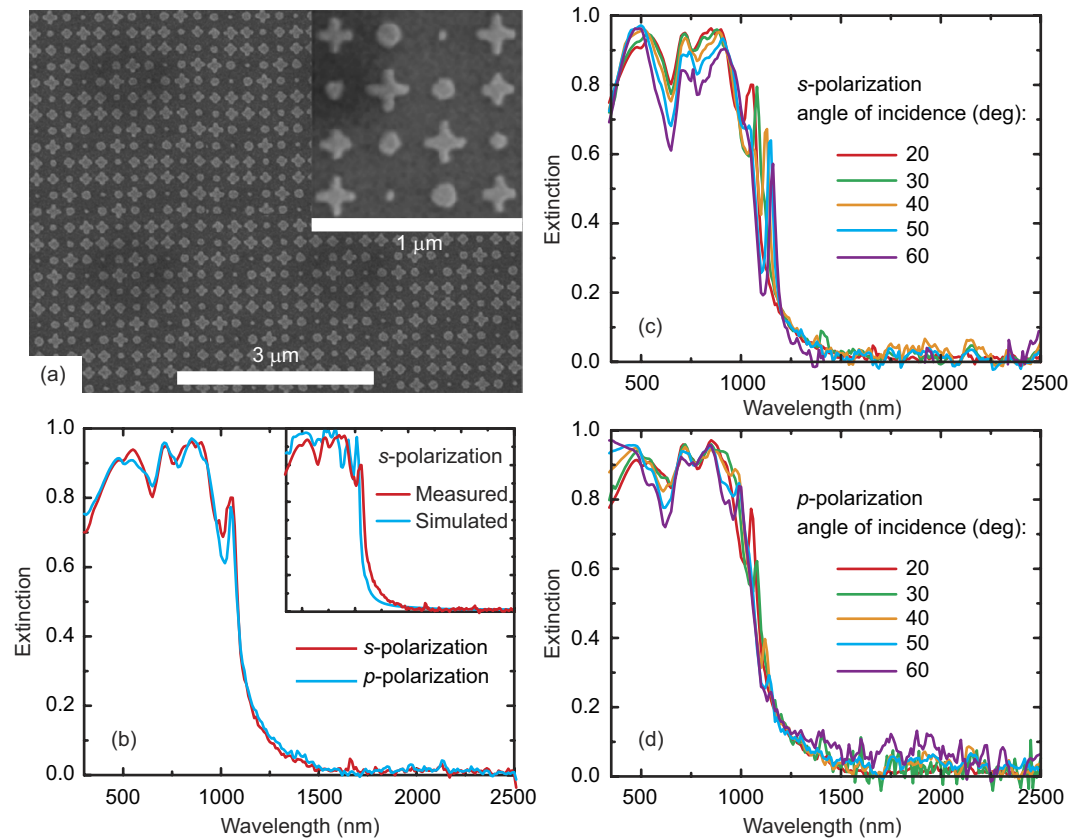 1 μm
3 μm
(a)
Extinction
1.0
0.8
0.6
0.4
0.2
0.0
500
1000
1500
2000
2500
Wavelength (nm)
s-polarization
angle of incidence (deg):
20
30
40
50
60
(c)
Extinction
1.0
0.8
0.6
0.4
0.2
0.0
500
1000
1500
2000
2500
Wavelength (nm)
s-polarization
Measured
Simulated
s-polarization
p-polarization
(b)
Extinction
1.0
0.8
0.6
0.4
0.2
0.0
500
1000
1500
2000
2500
Wavelength (nm)
p-polarization
angle of incidence (deg):
20
30
40
50
60
(d)